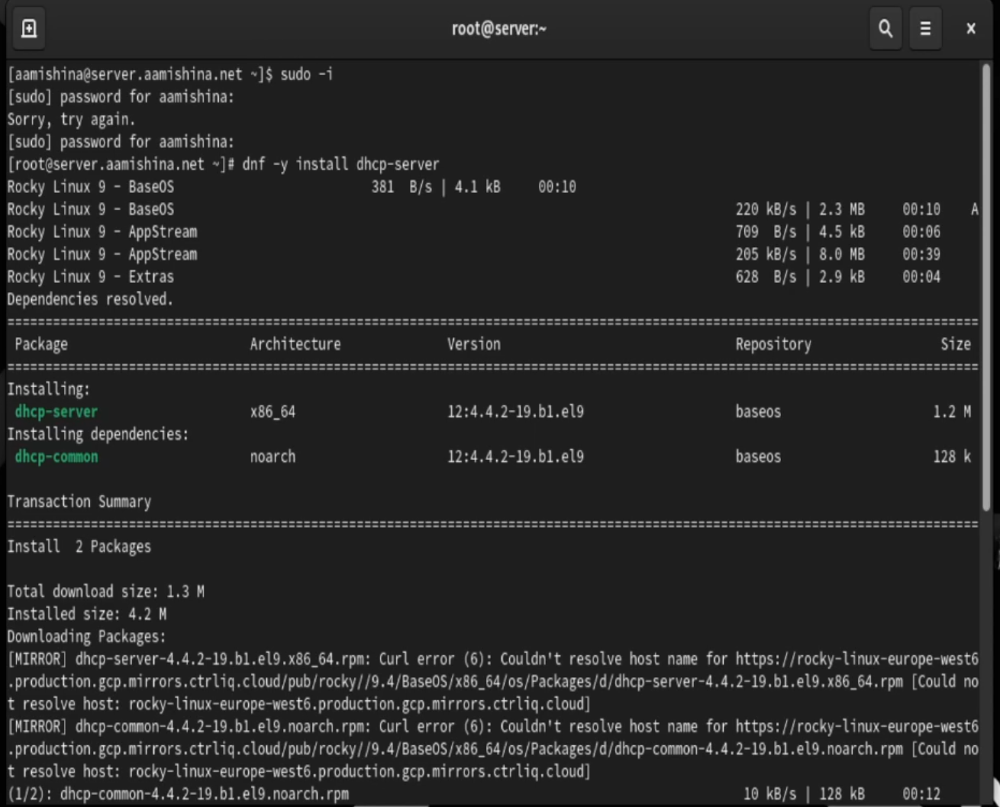 root@server:~
[aamishina@server.aamishina.net ~]$ sudo -i
[sudo] password for aamishina:
Sorry, try again.
[sudo] password for aamishina:
[root@server.aamishina.net ~]# dnf -y install dhcp-server
Rocky Linux 9 - BaseOS                          381  B/s | 4.1 kB     00:10
Rocky Linux 9 - BaseOS                          220 kB/s | 2.3 MB     00:10    A
Rocky Linux 9 - AppStream                       709  B/s | 4.5 kB     00:06
Rocky Linux 9 - AppStream                       205 kB/s | 8.0 MB     00:39
Rocky Linux 9 - Extras                          628  B/s | 2.9 kB     00:04
Dependencies resolved.
================================================================================
 Package          Architecture          Version          Repository          Size
================================================================================
Installing:
 dhcp-server          x86_64          12:4.4.2-19.b1.el9          baseos          1.2 M
Installing dependencies:
 dhcp-common          noarch          12:4.4.2-19.b1.el9          baseos          128 k
Transaction Summary
================================================================================
Install  2 Packages
Total download size: 1.3 M
Installed size: 4.2 M
Downloading Packages:
[MIRROR] dhcp-server-4.4.2-19.b1.el9.x86_64.rpm: Curl error (6): Couldn't resolve host name for https://rocky-linux-europe-west6
.production.gcp.mirrors.ctrliq.cloud/pub/rocky//9.4/BaseOS/x86_64/os/Packages/d/dhcp-server-4.4.2-19.b1.el9.x86_64.rpm [Could no
t resolve host: rocky-linux-europe-west6.production.gcp.mirrors.ctrliq.cloud]
[MIRROR] dhcp-common-4.4.2-19.b1.el9.noarch.rpm: Curl error (6): Couldn't resolve host name for https://rocky-linux-europe-west6
.production.gcp.mirrors.ctrliq.cloud/pub/rocky//9.4/BaseOS/x86_64/os/Packages/d/dhcp-common-4.4.2-19.b1.el9.noarch.rpm [Could no
t resolve host: rocky-linux-europe-west6.production.gcp.mirrors.ctrliq.cloud]
(1/2): dhcp-common-4.4.2-19.b1.el9.noarch.rpm          10 kB/s | 128 kB     00:12